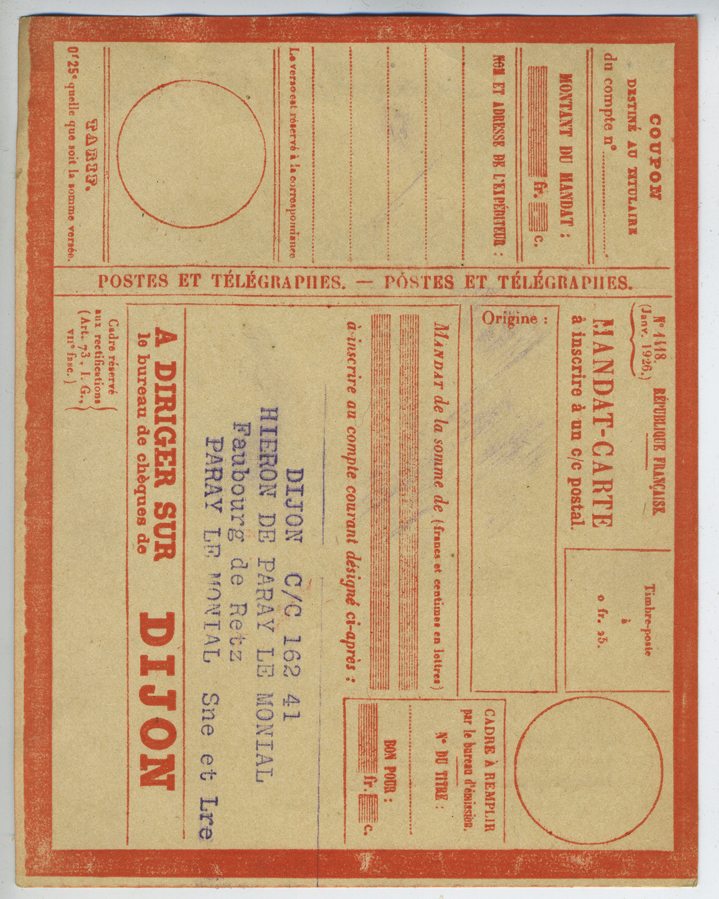 COUPON
DESTINÉ AU TITULAIRE
du compte n°
MONTANT DU MANDAT :
fr. c.
NOM ET ADRESSE DE L'EXPÉDITEUR :
Le verso est réservé à la correspondance
TARIF.
0f 25c quelle que soit la somme versée.
POSTES ET TÉLÉGRAPHES. — POSTES ET TÉLÉGRAPHES.
N° 1418.
(Janv. 1926.)
RÉPUBLIQUE FRANÇAISE
MANDAT-CARTE
à inscrire à un c/c postal.
Timbre-poste
à
0 fr. 25.
Origine :
MANDAT de la somme de (francs et centimes en lettres)
à inscrire au compte courant désigné ci-après :
CADRE À REMPLIR
par le bureau d'émission.
N° DU TITRE :
BON POUR :
fr. c.
DIJON C/C 162 41
HIERON DE PARAY LE MONIAL
Faubourg de Retz
PARAY LE MONIAL Sne et Lre
A DIRIGER SUR
le bureau de chèques de
DIJON
Cadre réservé
aux rectifications
(Art. 73, I. G.,
VIIe fasc.)